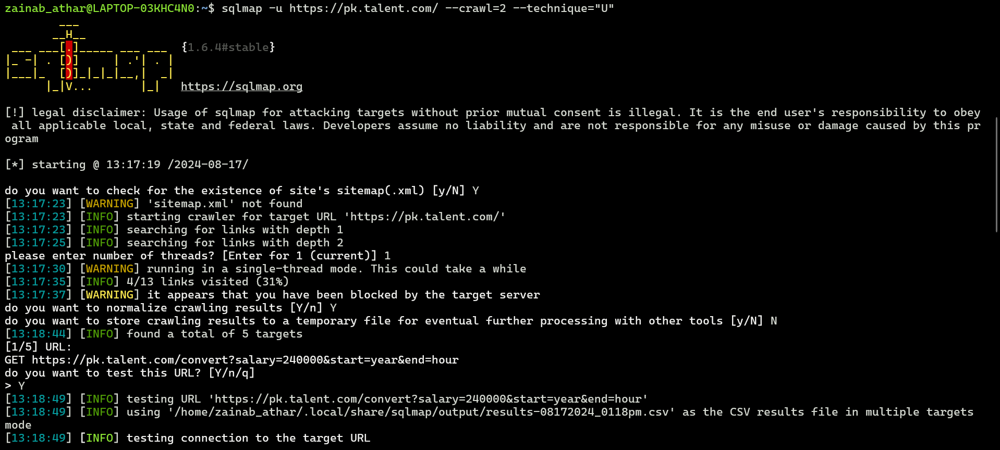 zainab_athar@LAPTOP-03KHC4N0:~$ sqlmap -u https://pk.talent.com/ --crawl=2 --technique="U"
        ___
       __H__
 ___ ___[.]_____ ___ ___  {1.6.4#stable}
|_ -| . [)]     | .'| . |
|___|_  [)]_|_|_|__,|  _|
      |_|V...       |_|   https://sqlmap.org
[!] legal disclaimer: Usage of sqlmap for attacking targets without prior mutual consent is illegal. It is the end user's responsibility to obey
 all applicable local, state and federal laws. Developers assume no liability and are not responsible for any misuse or damage caused by this pr
ogram
[*] starting @ 13:17:19 /2024-08-17/
do you want to check for the existence of site's sitemap(.xml) [y/N] Y
[13:17:23] [WARNING] 'sitemap.xml' not found
[13:17:23] [INFO] starting crawler for target URL 'https://pk.talent.com/'
[13:17:23] [INFO] searching for links with depth 1
[13:17:25] [INFO] searching for links with depth 2
please enter number of threads? [Enter for 1 (current)] 1
[13:17:30] [WARNING] running in a single-thread mode. This could take a while
[13:17:35] [INFO] 4/13 links visited (31%)
[13:17:37] [WARNING] it appears that you have been blocked by the target server
do you want to normalize crawling results [Y/n] Y
do you want to store crawling results to a temporary file for eventual further processing with other tools [y/N] N
[13:18:44] [INFO] found a total of 5 targets
[1/5] URL:
GET https://pk.talent.com/convert?salary=240000&start=year&end=hour
do you want to test this URL? [Y/n/q]
> Y
[13:18:49] [INFO] testing URL 'https://pk.talent.com/convert?salary=240000&start=year&end=hour'
[13:18:49] [INFO] using '/home/zainab_athar/.local/share/sqlmap/output/results-08172024_0118pm.csv' as the CSV results file in multiple targets
mode
[13:18:49] [INFO] testing connection to the target URL